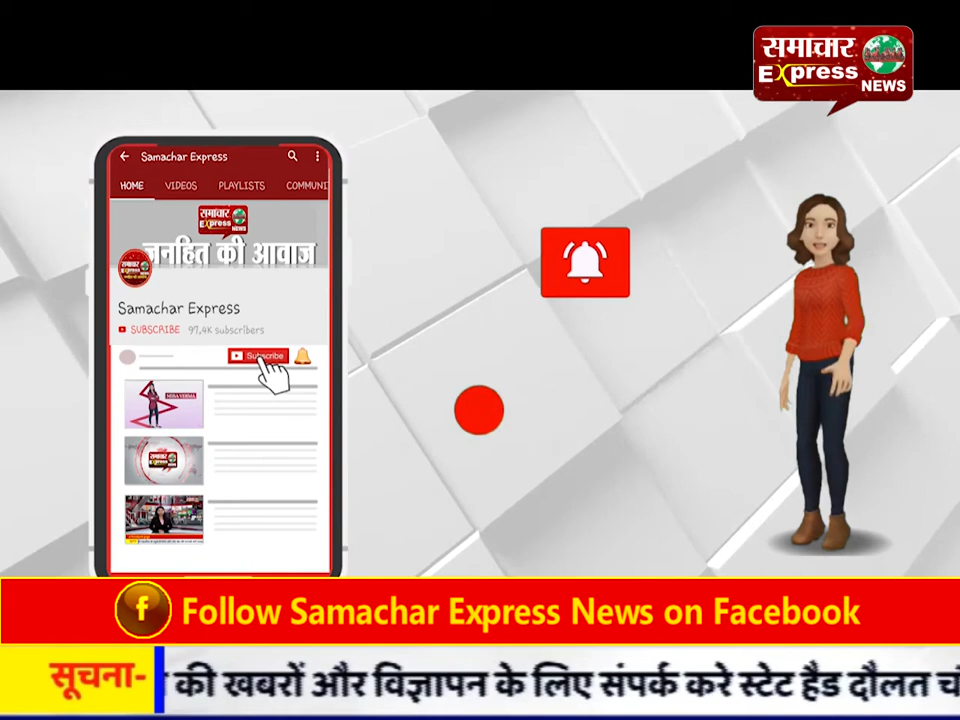 समाचार
Express
NEWS
Samachar Express
HOME VIDEOS PLAYLISTS COMMUNI
समाचार
Express
NEWS
जनहित की आवाज
Samachar Express
SUBSCRIBE 97.4K subscribers
Subscribe
f Follow Samachar Express News on Facebook
सूचना- की खबरों और विज्ञापन के लिए संपर्क करे स्टेट हैड दौलत